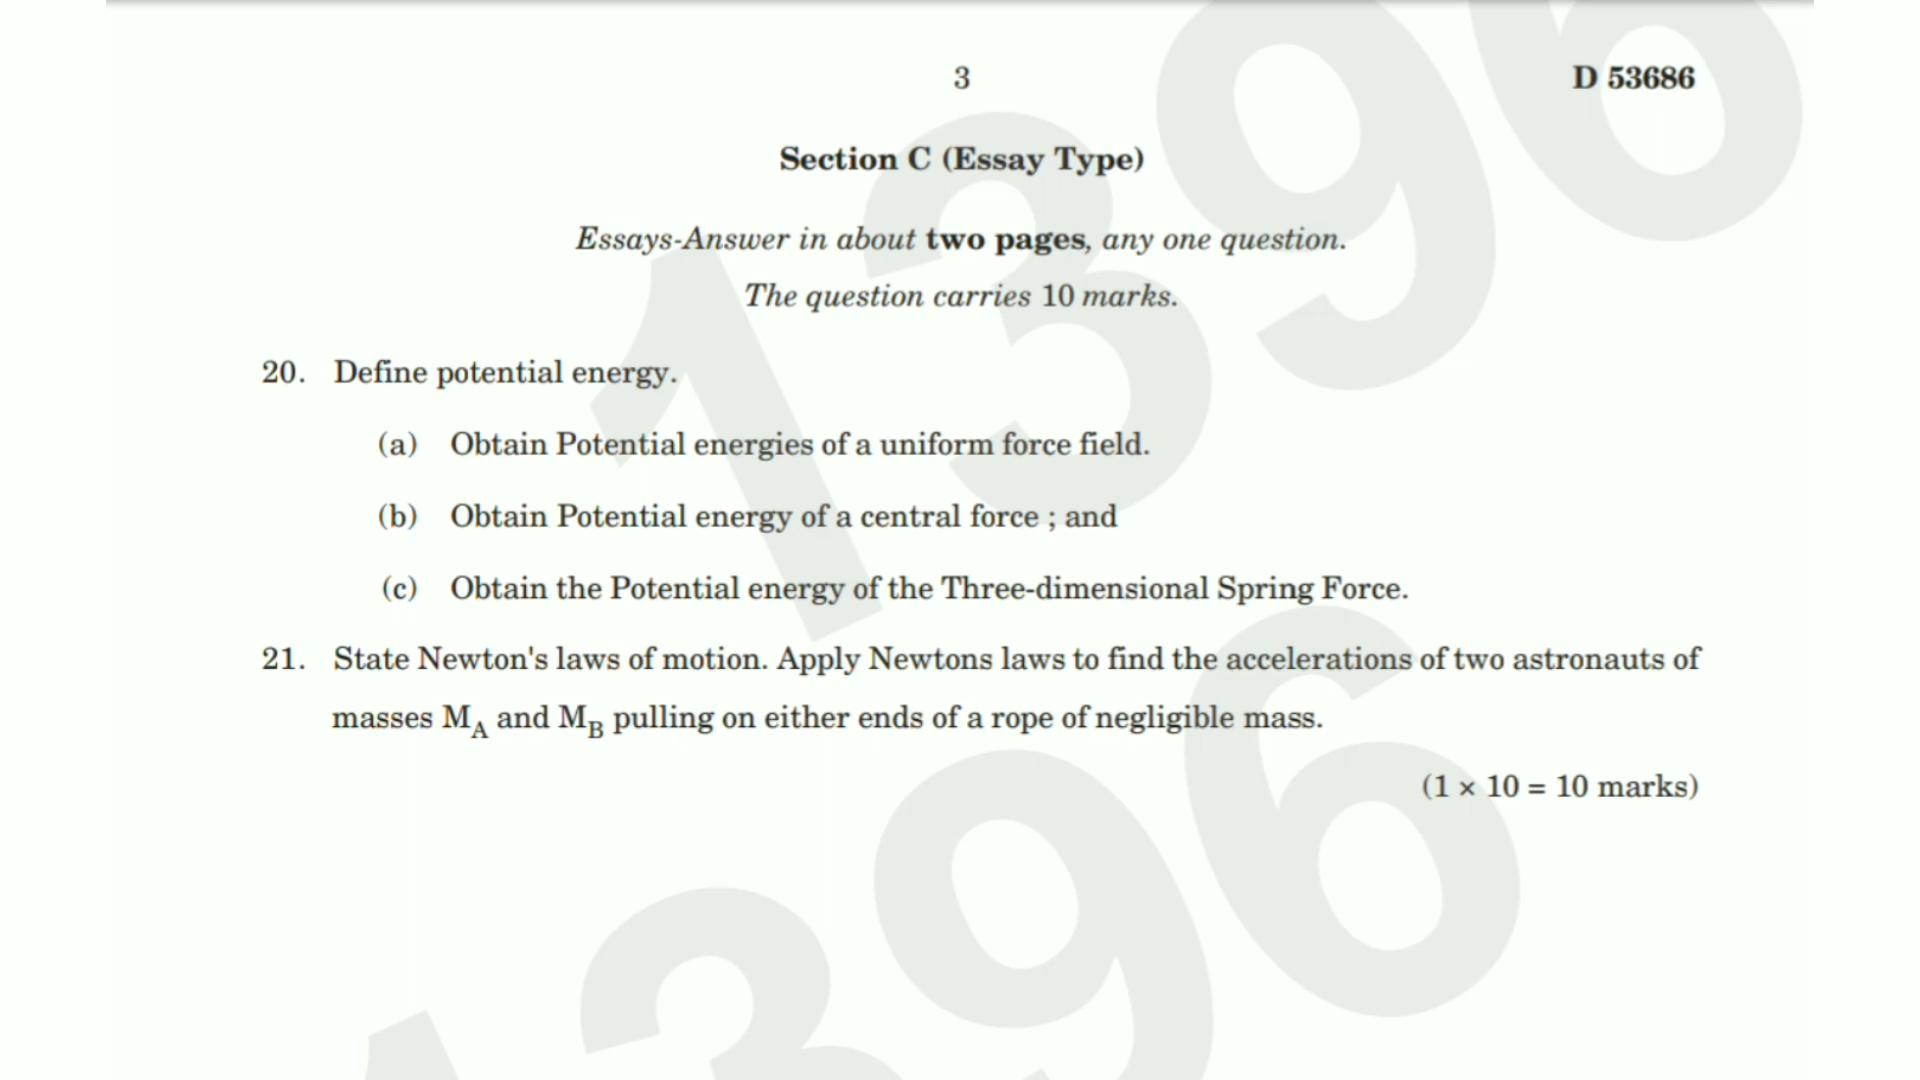 3
D 53686
Section C (Essay Type)
Essays-Answer in about two pages, any one question.
The question carries 10 marks.
20. Define potential energy.
(a) Obtain Potential energies of a uniform force field.
(b) Obtain Potential energy of a central force ; and
(c) Obtain the Potential energy of the Three-dimensional Spring Force.
21. State Newton's laws of motion. Apply Newtons laws to find the accelerations of two astronauts of
masses M_A and M_B pulling on either ends of a rope of negligible mass.
(1 × 10 = 10 marks)
1396
1396